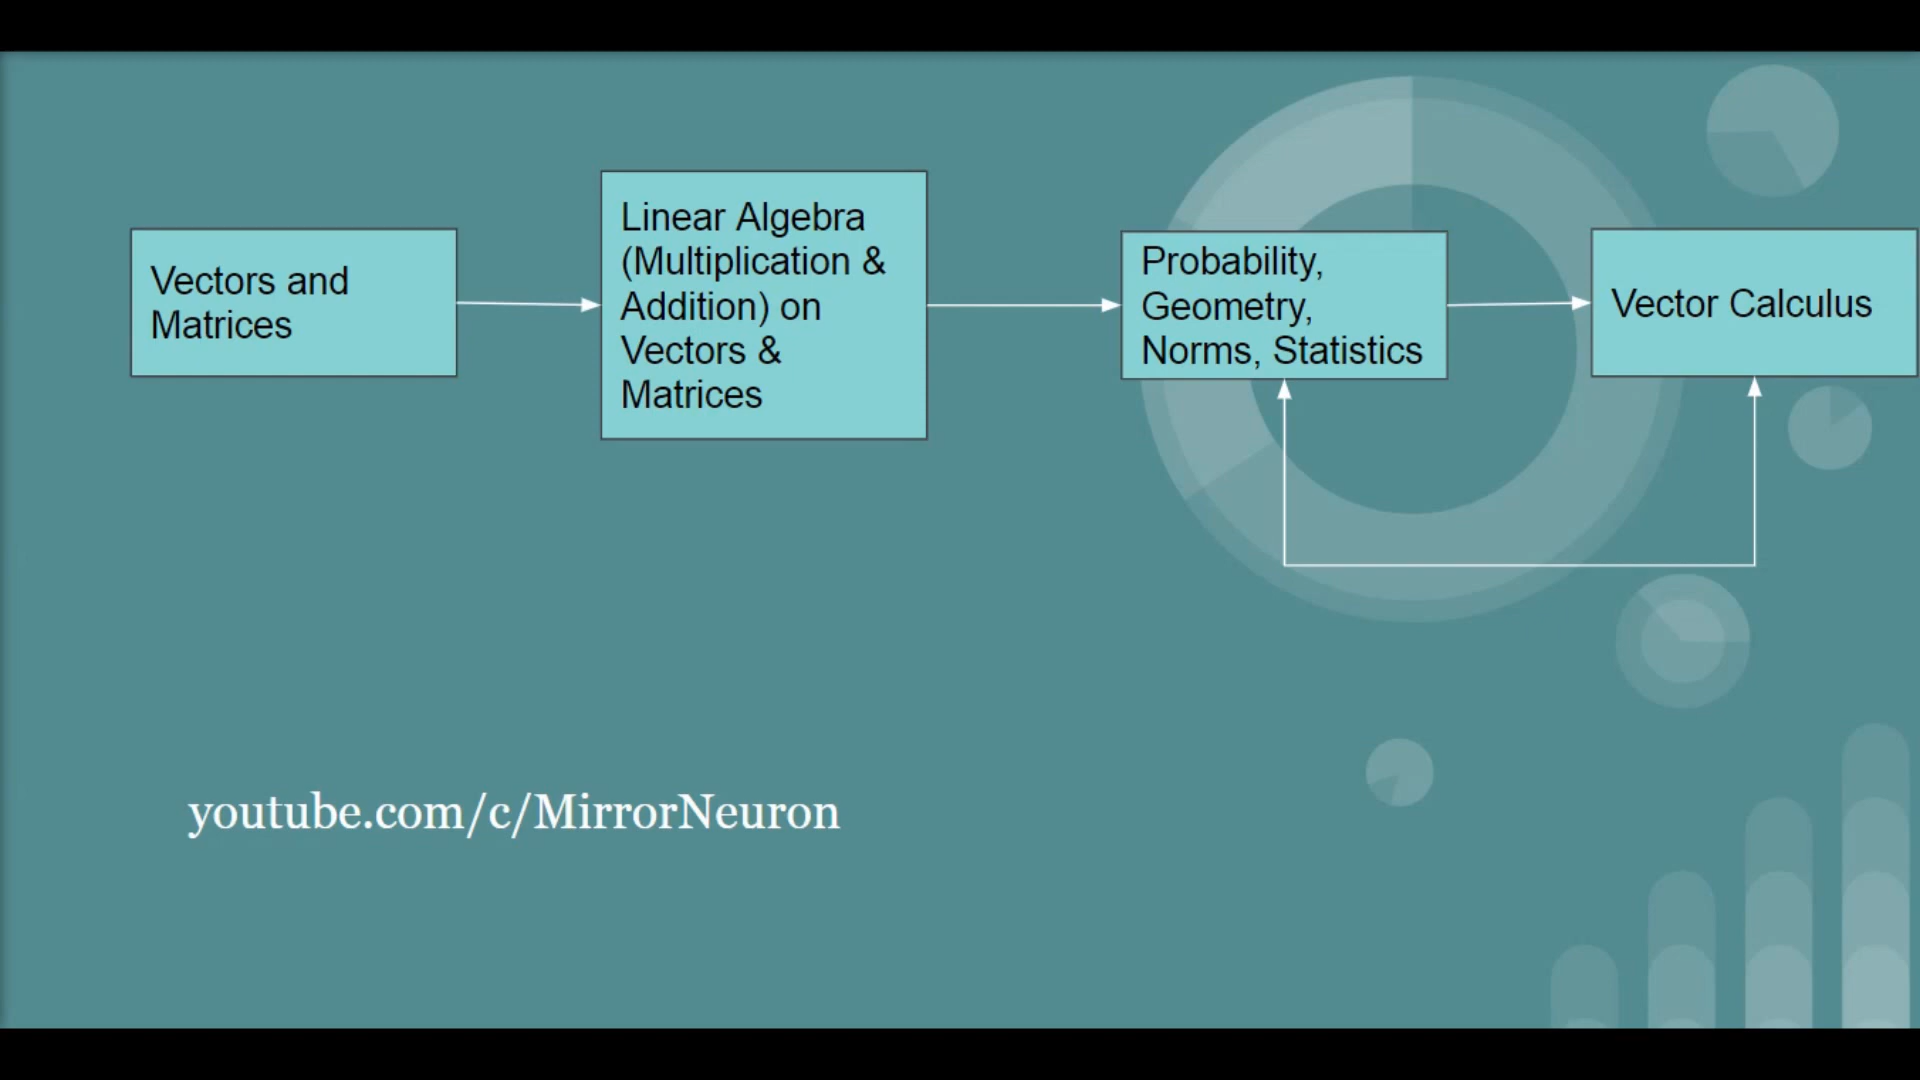 Vectors and
Matrices
Linear Algebra
(Multiplication &
Addition) on
Vectors &
Matrices
Probability,
Geometry,
Norms, Statistics
Vector Calculus
youtube.com/c/MirrorNeuron